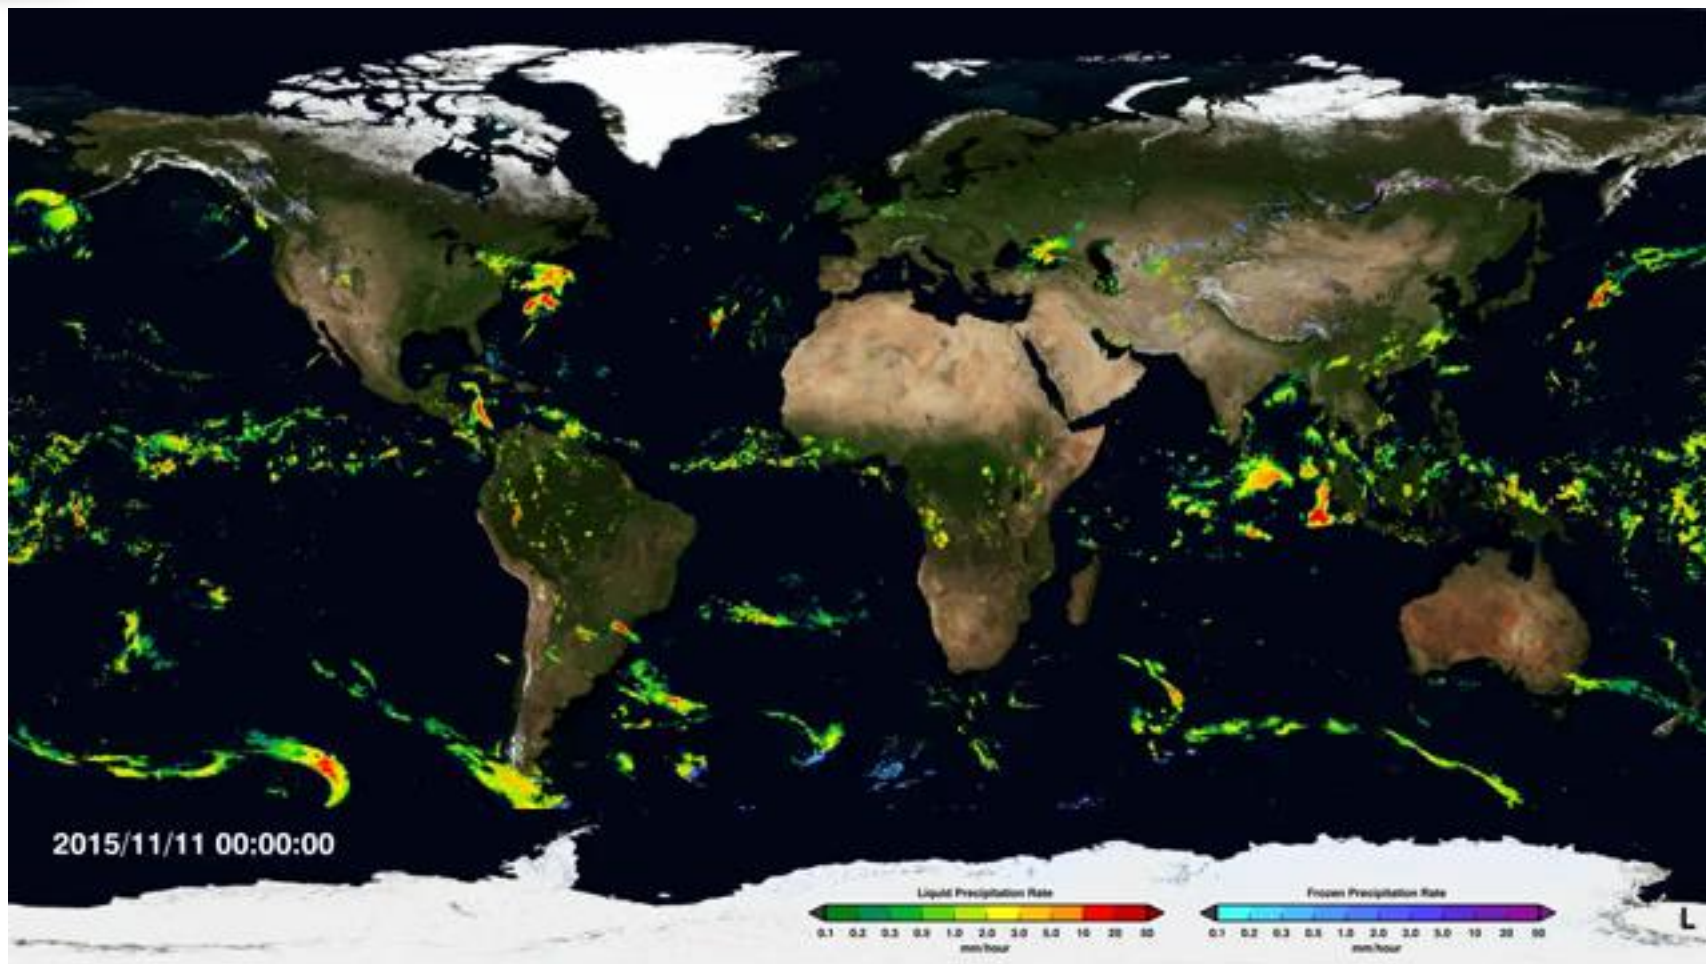 2015/11/11 00:00:00
Liquid Precipitation Rate
0.1 0.2 0.3 0.5 1.0 2.0 3.0 5.0 10 20 50
mm/hour
Frozen Precipitation Rate
0.1 0.2 0.3 0.5 1.0 2.0 3.0 5.0 10 20 50
mm/hour
L